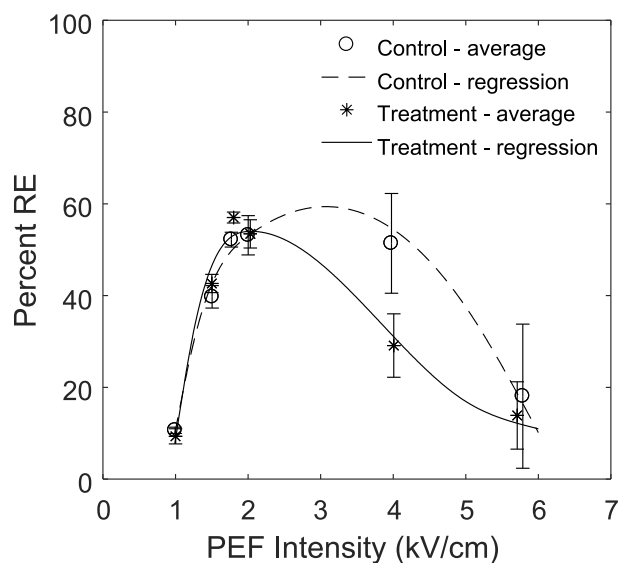 100
80
60
40
20
0
Percent RE
Control - average
Control - regression
Treatment - average
Treatment - regression
0 1 2 3 4 5 6 7
PEF Intensity (kV/cm)